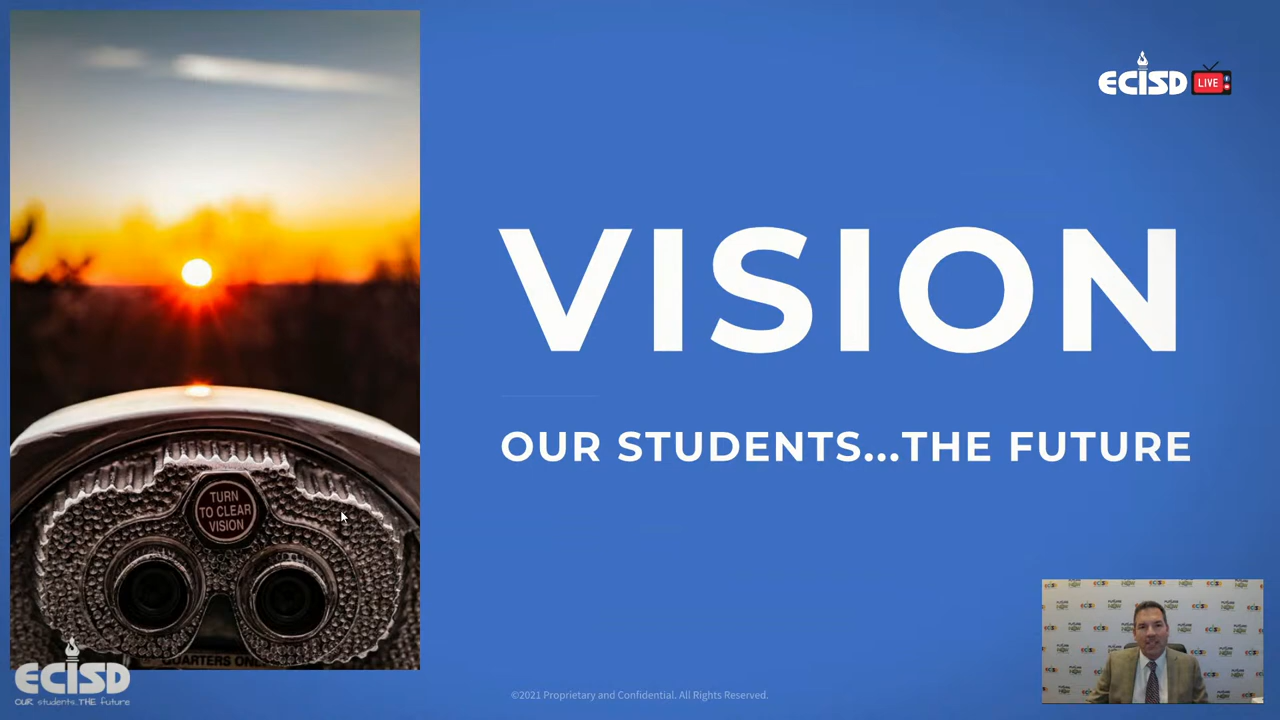 ECISD LIVE
VISION
OUR STUDENTS...THE FUTURE
TURN
TO CLEAR
VISION
QUARTERS ONLY
ECISD
OUR students..THE future
©2021 Proprietary and Confidential. All Rights Reserved.